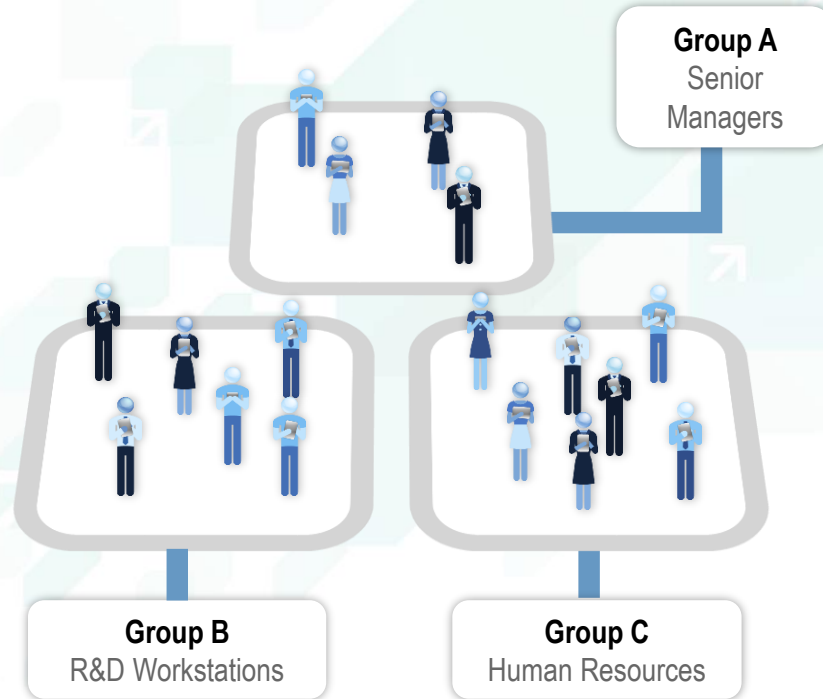 Group A
Senior
Managers
Group B
R&D Workstations
Group C
Human Resources